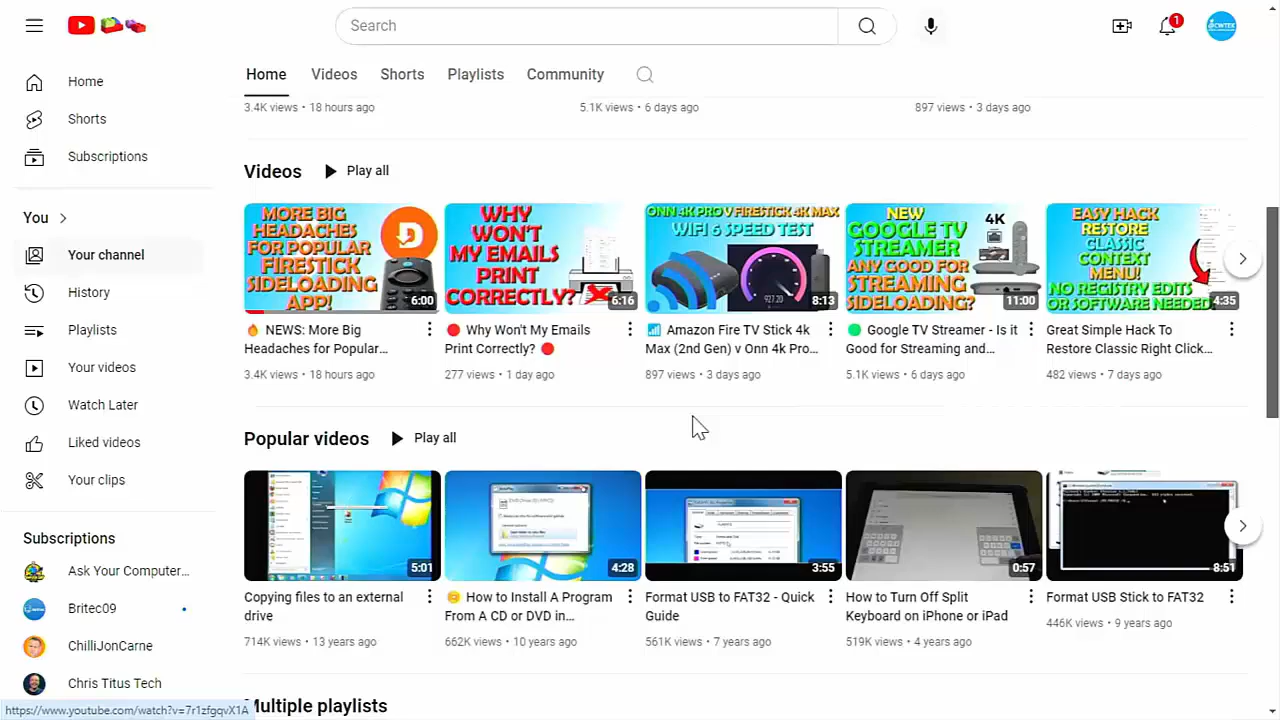 Search
1
Home
Videos
Shorts
Playlists
Community
Home
Shorts
Subscriptions
You
Your channel
History
Playlists
Your videos
Watch Later
Liked videos
Your clips
Subscriptions
Ask Your Computer...
Britec09
ChilliJonCarne
Chris Titus Tech
https://www.youtube.com/watch?v=7r1zfgqvX1A
3.4K views • 18 hours ago
5.1K views • 6 days ago
897 views • 3 days ago
Videos
Play all
MORE BIG
HEADACHES
FOR POPULAR
FIRESTICK
SIDELOADING
APP!
6:00
WHY
WON'T
MY EMAILS
PRINT
CORRECTLY?
6:16
ONN 4K PRO V FIRESTICK 4K MAX
WIFI 6 SPEED TEST
927.20
8:13
NEW
GOOGLE TV
STREAMER
ANY GOOD FOR
STREAMING
SIDELOADING?
4K
11:00
EASY HACK
RESTORE
CLASSIC
CONTEXT
MENU!
NO REGISTRY EDITS
OR SOFTWARE NEEDED
4:35
NEWS: More Big
Headaches for Popular...
3.4K views • 18 hours ago
Why Won't My Emails
Print Correctly?
277 views • 1 day ago
Amazon Fire TV Stick 4k
Max (2nd Gen) v Onn 4k Pro...
897 views • 3 days ago
Google TV Streamer - Is it
Good for Streaming and...
5.1K views • 6 days ago
Great Simple Hack To
Restore Classic Right Click...
482 views • 7 days ago
Popular videos
Play all
5:01
4:28
3:55
0:57
8:51
Copying files to an external
drive
714K views • 13 years ago
How to Install A Program
From A CD or DVD in...
662K views • 10 years ago
Format USB to FAT32 - Quick
Guide
561K views • 7 years ago
How to Turn Off Split
Keyboard on iPhone or iPad
519K views • 4 years ago
Format USB Stick to FAT32
446K views • 9 years ago
Multiple playlists